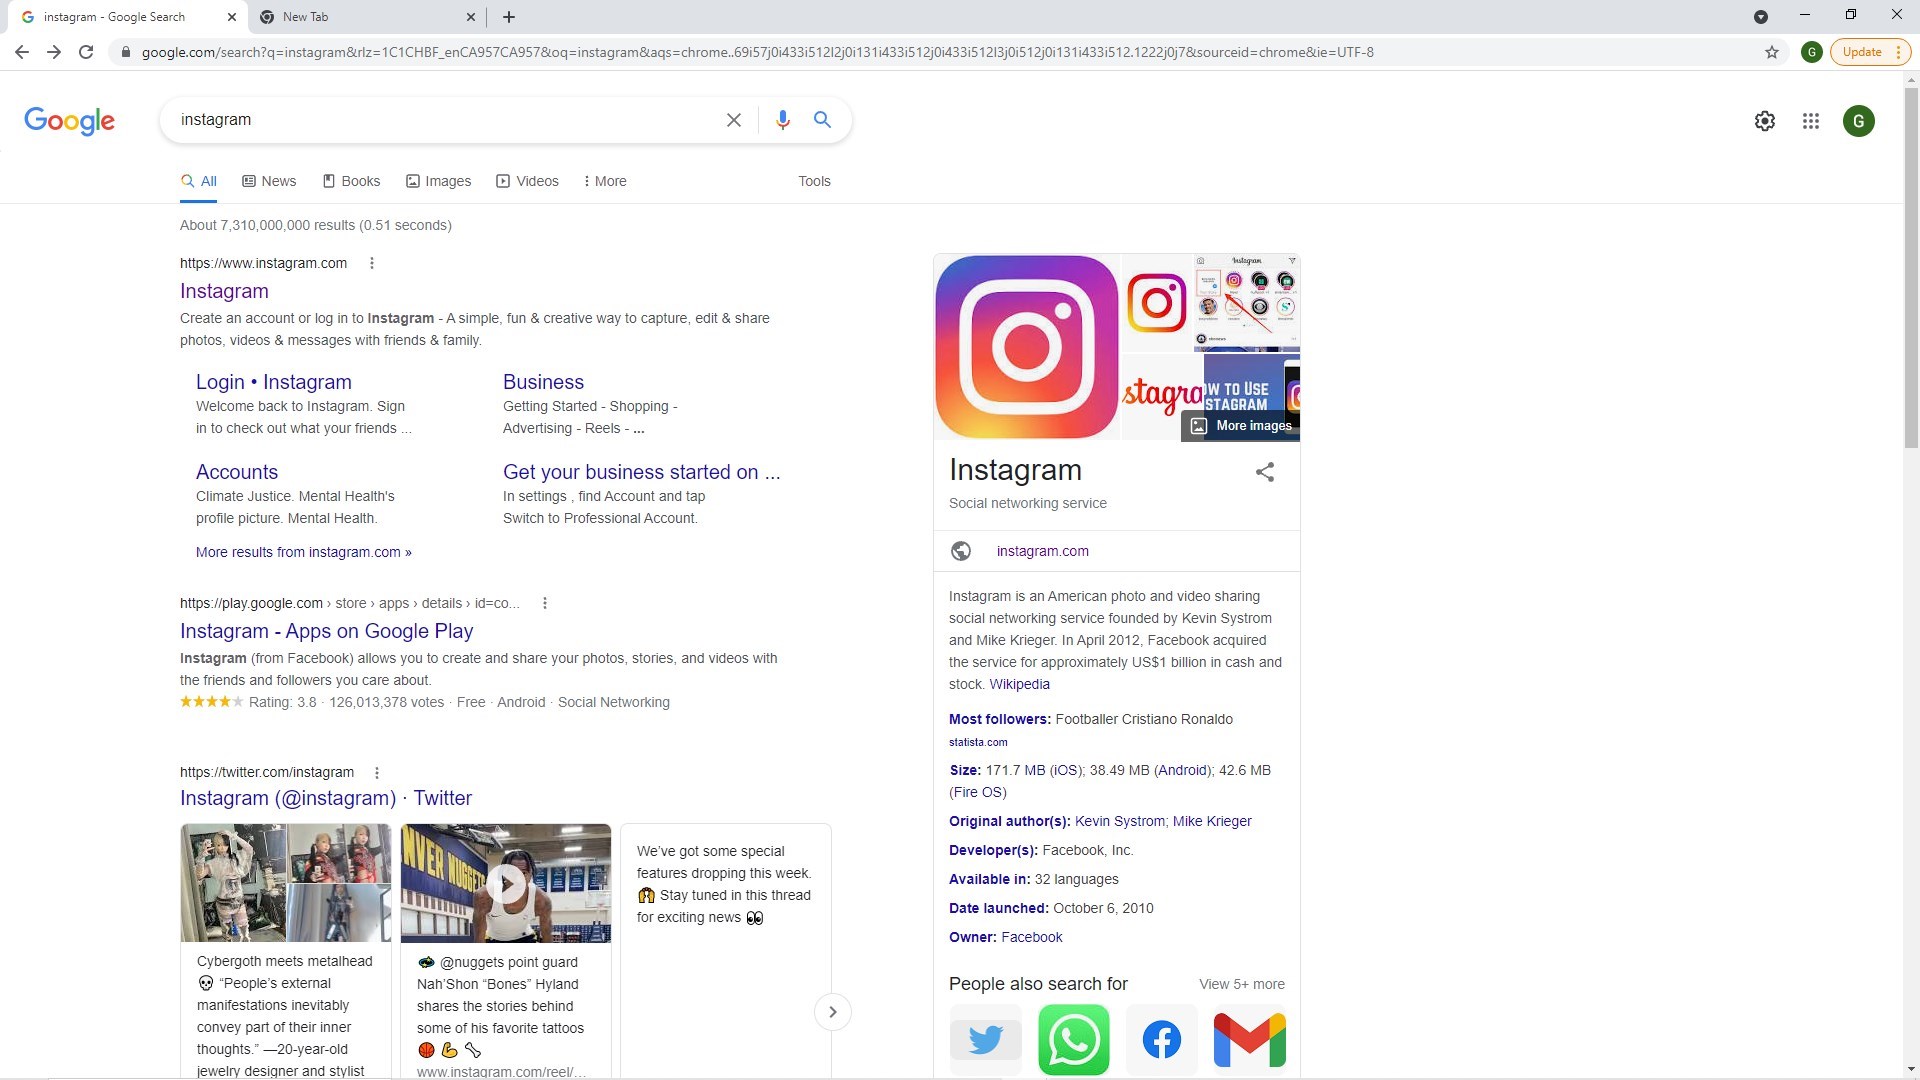 instagram - Google Search
New Tab
google.com/search?q=instagram&rlz=1C1CHBF_enCA957CA957&oq=instagram&aqs=chrome..69i57j0i433i512l2j0i131i433i512j0i433i512l3j0i512j0i131i433i512.1222j0j7&sourceid=chrome&ie=UTF-8
G
Update
Google
instagram
G
All
News
Books
Images
Videos
More
Tools
About 7,310,000,000 results (0.51 seconds)
https://www.instagram.com
Instagram
Create an account or log in to Instagram - A simple, fun & creative way to capture, edit & share
photos, videos & messages with friends & family.
Login • Instagram
Welcome back to Instagram. Sign
in to check out what your friends ...
Business
Getting Started - Shopping -
Advertising - Reels - ...
Accounts
Climate Justice. Mental Health's
profile picture. Mental Health.
Get your business started on ...
In settings , find Account and tap
Switch to Professional Account.
More results from instagram.com »
https://play.google.com › store › apps › details › id=co...
Instagram - Apps on Google Play
Instagram (from Facebook) allows you to create and share your photos, stories, and videos with
the friends and followers you care about.
Rating: 3.8 · 126,013,378 votes · Free · Android · Social Networking
https://twitter.com/instagram
Instagram (@instagram) · Twitter
NVER NUGGETS
Cybergoth meets metalhead
💀 “People’s external
manifestations inevitably
convey part of their inner
thoughts.” —20-year-old
jewelry designer and stylist
@nuggets point guard
Nah’Shon “Bones” Hyland
shares the stories behind
some of his favorite tattoos
🏀 💪 🦴
www.instagram.com/reel/...
We’ve got some special
features dropping this week.
🙌 Stay tuned in this thread
for exciting news 👀
Instagram
stagra
OW TO USE
STAGRAM
More images
Instagram
Social networking service
instagram.com
Instagram is an American photo and video sharing
social networking service founded by Kevin Systrom
and Mike Krieger. In April 2012, Facebook acquired
the service for approximately US$1 billion in cash and
stock. Wikipedia
Most followers: Footballer Cristiano Ronaldo
statista.com
Size: 171.7 MB (iOS); 38.49 MB (Android); 42.6 MB
(Fire OS)
Original author(s): Kevin Systrom; Mike Krieger
Developer(s): Facebook, Inc.
Available in: 32 languages
Date launched: October 6, 2010
Owner: Facebook
People also search for
View 5+ more